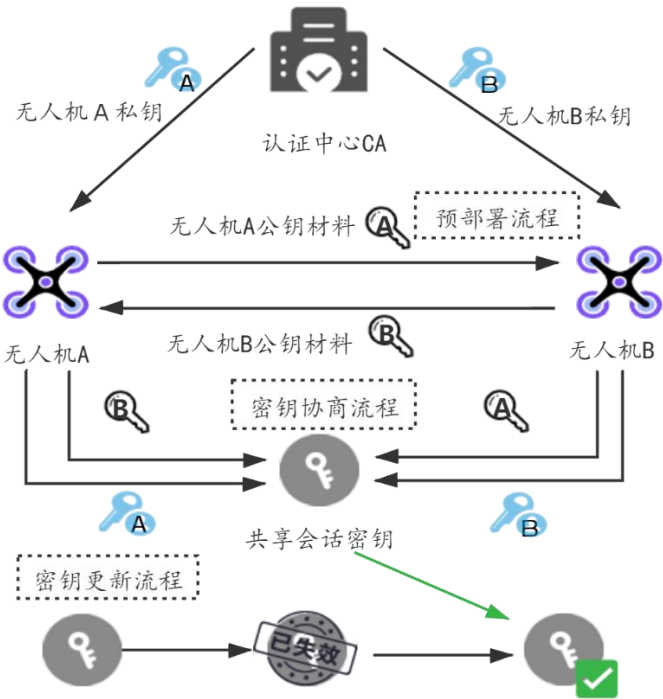 A
B
无人机A私钥
无人机B私钥
认证中心CA
无人机A公钥材料
A
预部署流程
无人机B公钥材料
B
无人机A
无人机B
B
密钥协商流程
A
A
B
共享会话密钥
密钥更新流程
已失效